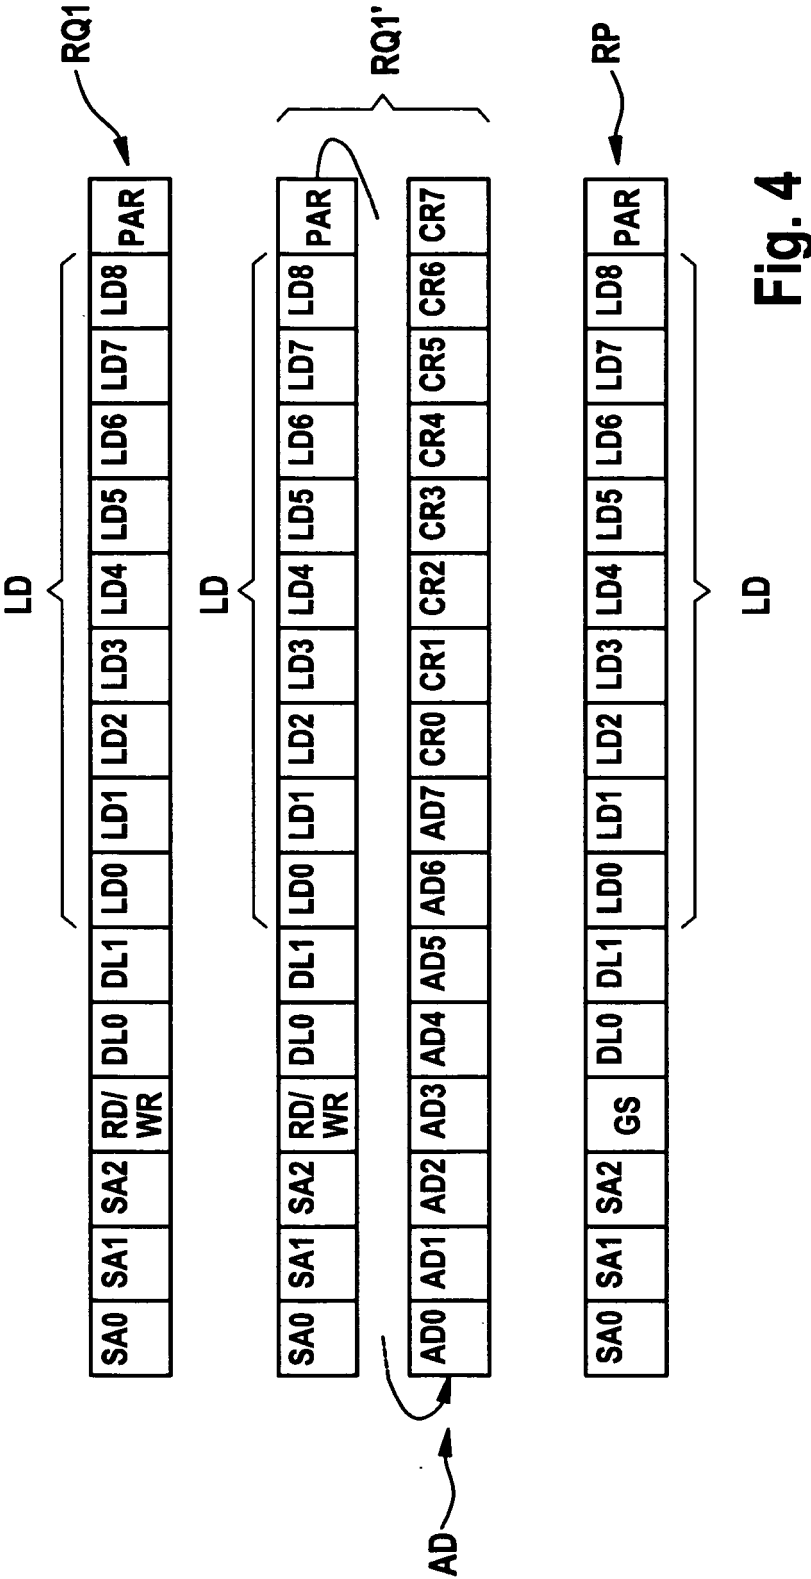 RQ1
LD
SA0 SA1 SA2 RD/WR DL0 DL1 LD0 LD1 LD2 LD3 LD4 LD5 LD6 LD7 LD8 PAR
RQ1'
LD
SA0 SA1 SA2 RD/WR DL0 DL1 LD0 LD1 LD2 LD3 LD4 LD5 LD6 LD7 LD8 PAR
AD
AD0 AD1 AD2 AD3 AD4 AD5 AD6 AD7 CR0 CR1 CR2 CR3 CR4 CR5 CR6 CR7
RP
SA0 SA1 SA2 GS DL0 DL1 LD0 LD1 LD2 LD3 LD4 LD5 LD6 LD7 LD8 PAR
LD
Fig. 4